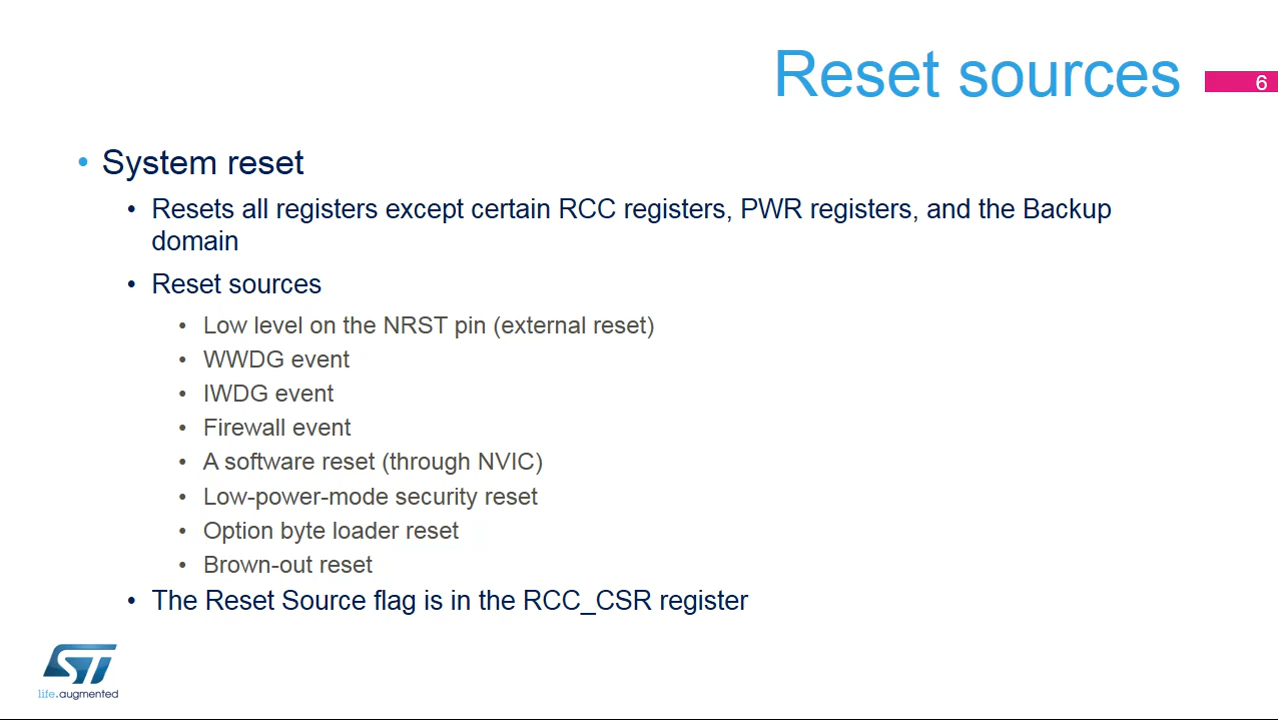 Reset sources
6
• System reset
• Resets all registers except certain RCC registers, PWR registers, and the Backup
domain
• Reset sources
• Low level on the NRST pin (external reset)
• WWDG event
• IWDG event
• Firewall event
• A software reset (through NVIC)
• Low-power-mode security reset
• Option byte loader reset
• Brown-out reset
• The Reset Source flag is in the RCC_CSR register
ST
life.augmented